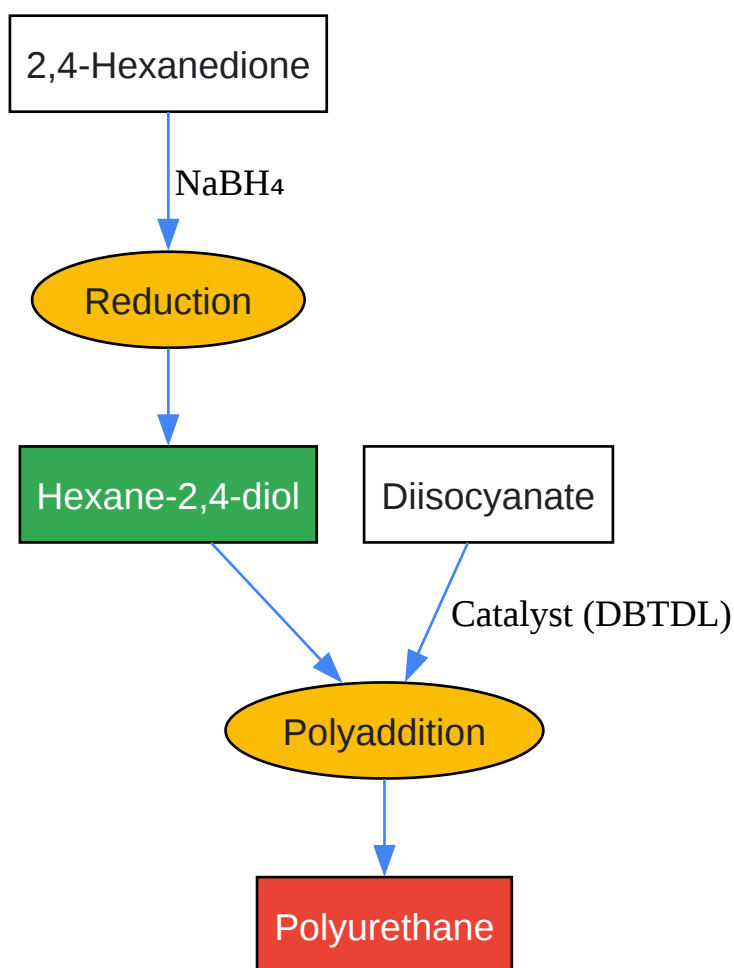 2,4-Hexanedione
NaBH₄
Reduction
Hexane-2,4-diol
Diisocyanate
Catalyst (DBTDL)
Polyaddition
Polyurethane